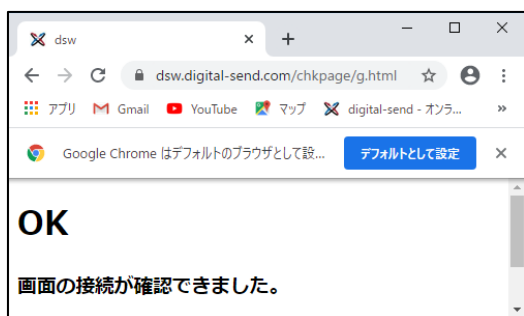 dsw
dsw.digital-send.com/chkpage/g.html
アプリ Gmail YouTube マップ digital-send - オンラ...
Google Chrome はデフォルトのブラウザとして設... デフォルトとして設定
OK
画面の接続が確認できました。